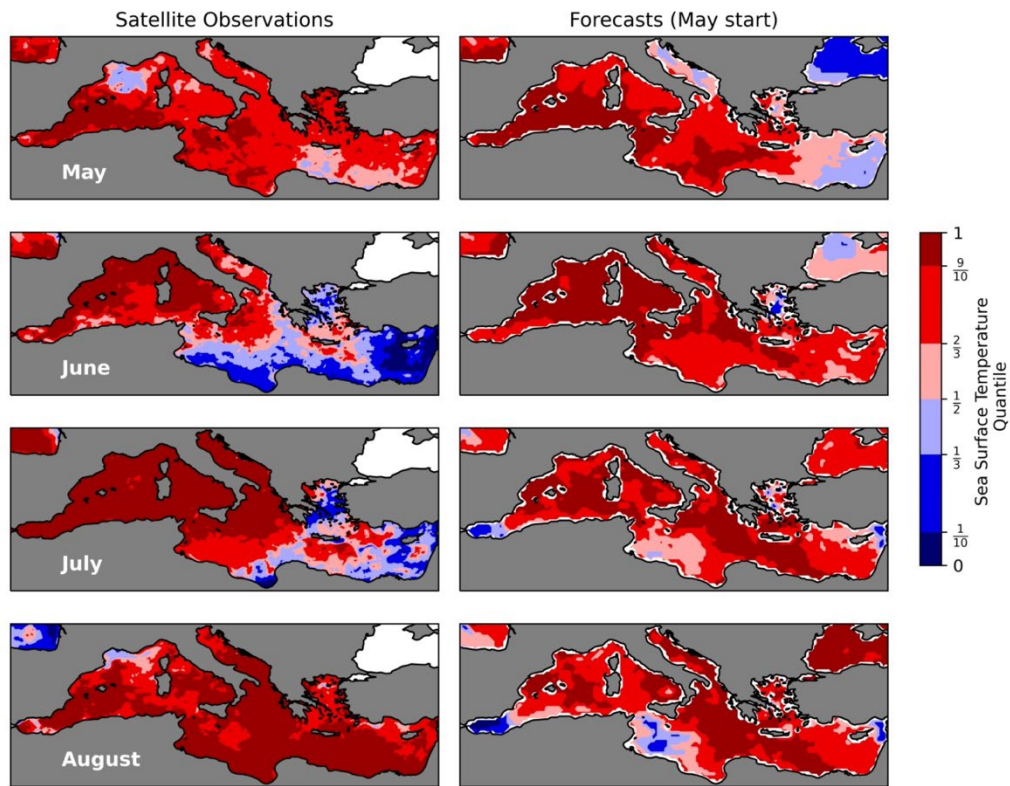 Satellite Observations
Forecasts (May start)
May
June
July
August
1
9/10
2/3
1/2
1/3
1/10
0
Sea Surface Temperature
Quantile